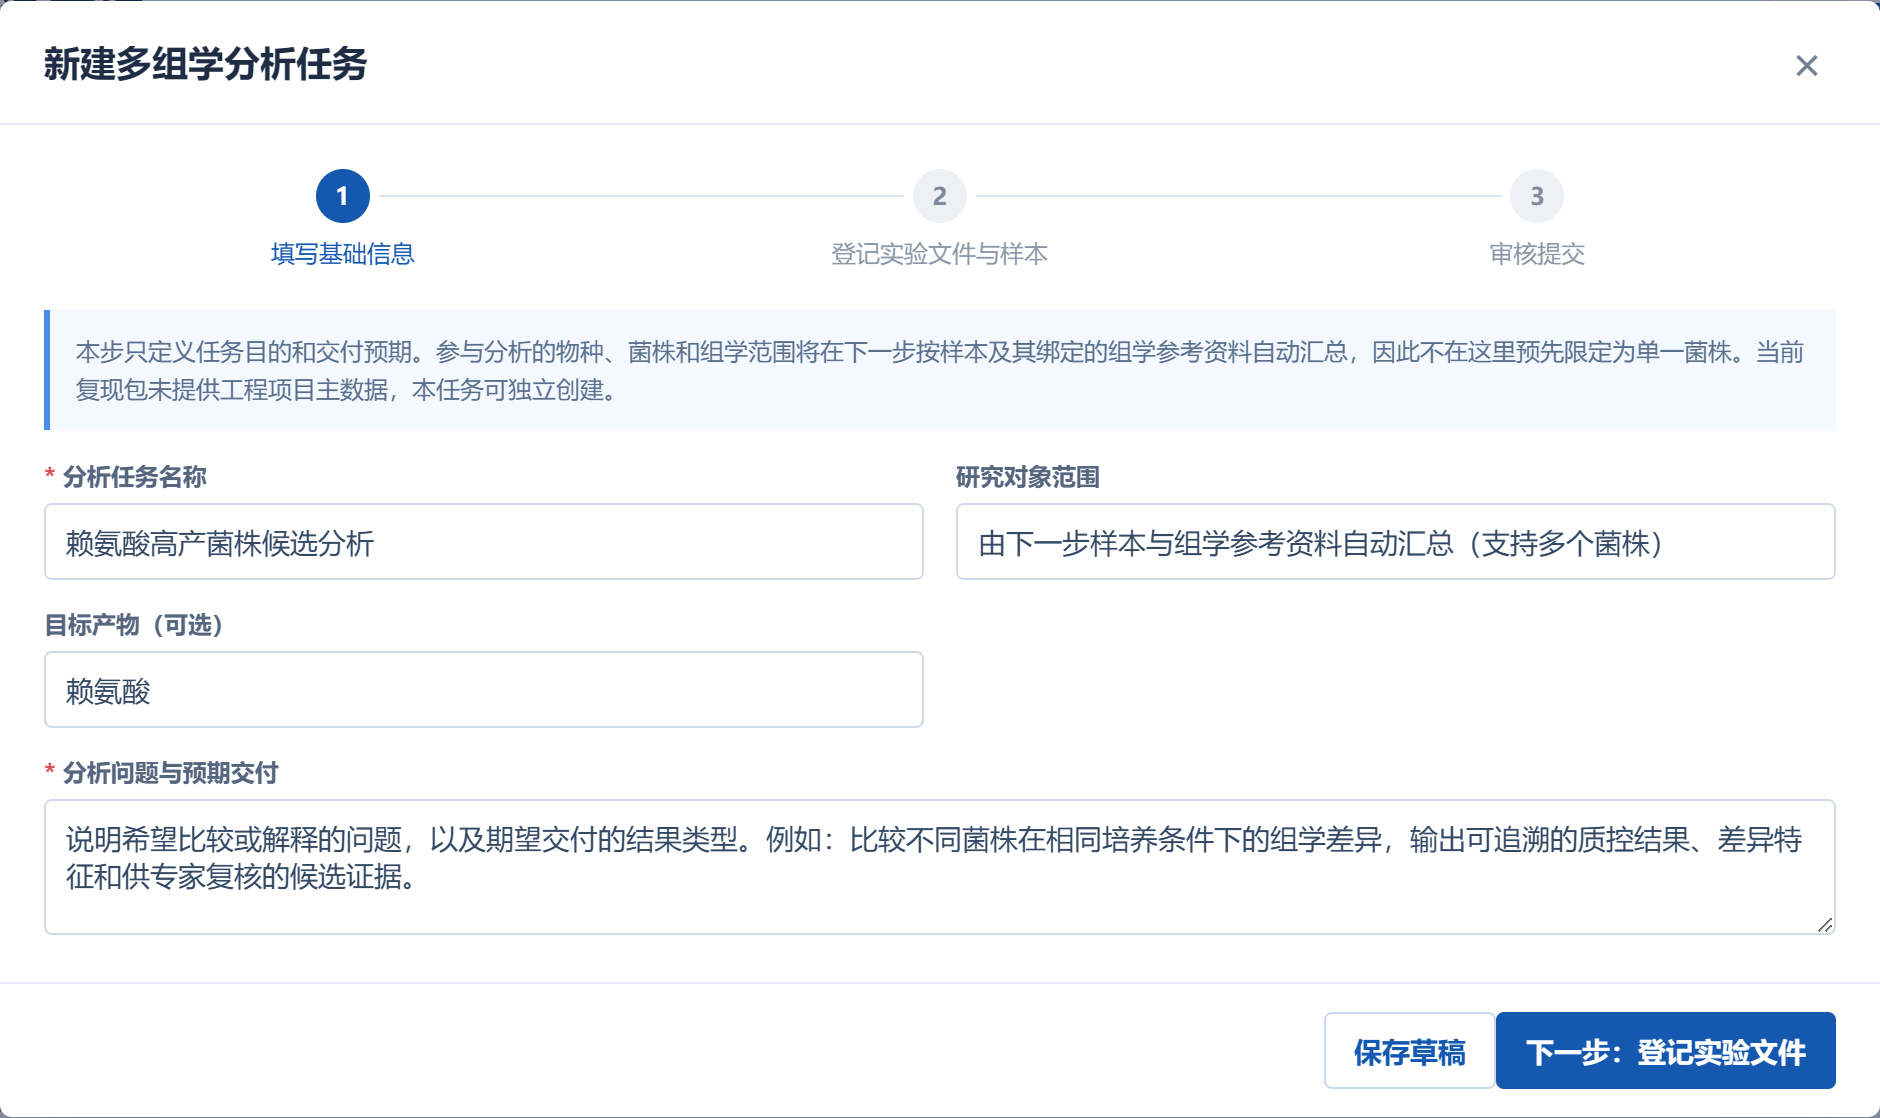 新建多组学分析任务
✕
1
2
3
填写基础信息
登记实验文件与样本
审核提交
本步只定义任务目的和交付预期。参与分析的物种、菌株和组学范围将在下一步按样本及其绑定的组学参考资料自动汇总，因此不在这里预先限定为单一菌株。当前
复现包未提供工程项目主数据，本任务可独立创建。
* 分析任务名称
研究对象范围
赖氨酸高产菌株候选分析
由下一步样本与组学参考资料自动汇总（支持多个菌株）
目标产物（可选）
赖氨酸
* 分析问题与预期交付
说明希望比较或解释的问题，以及期望交付的结果类型。例如：比较不同菌株在相同培养条件下的组学差异，输出可追溯的质控结果、差异特
征和供专家复核的候选证据。
保存草稿
下一步：登记实验文件